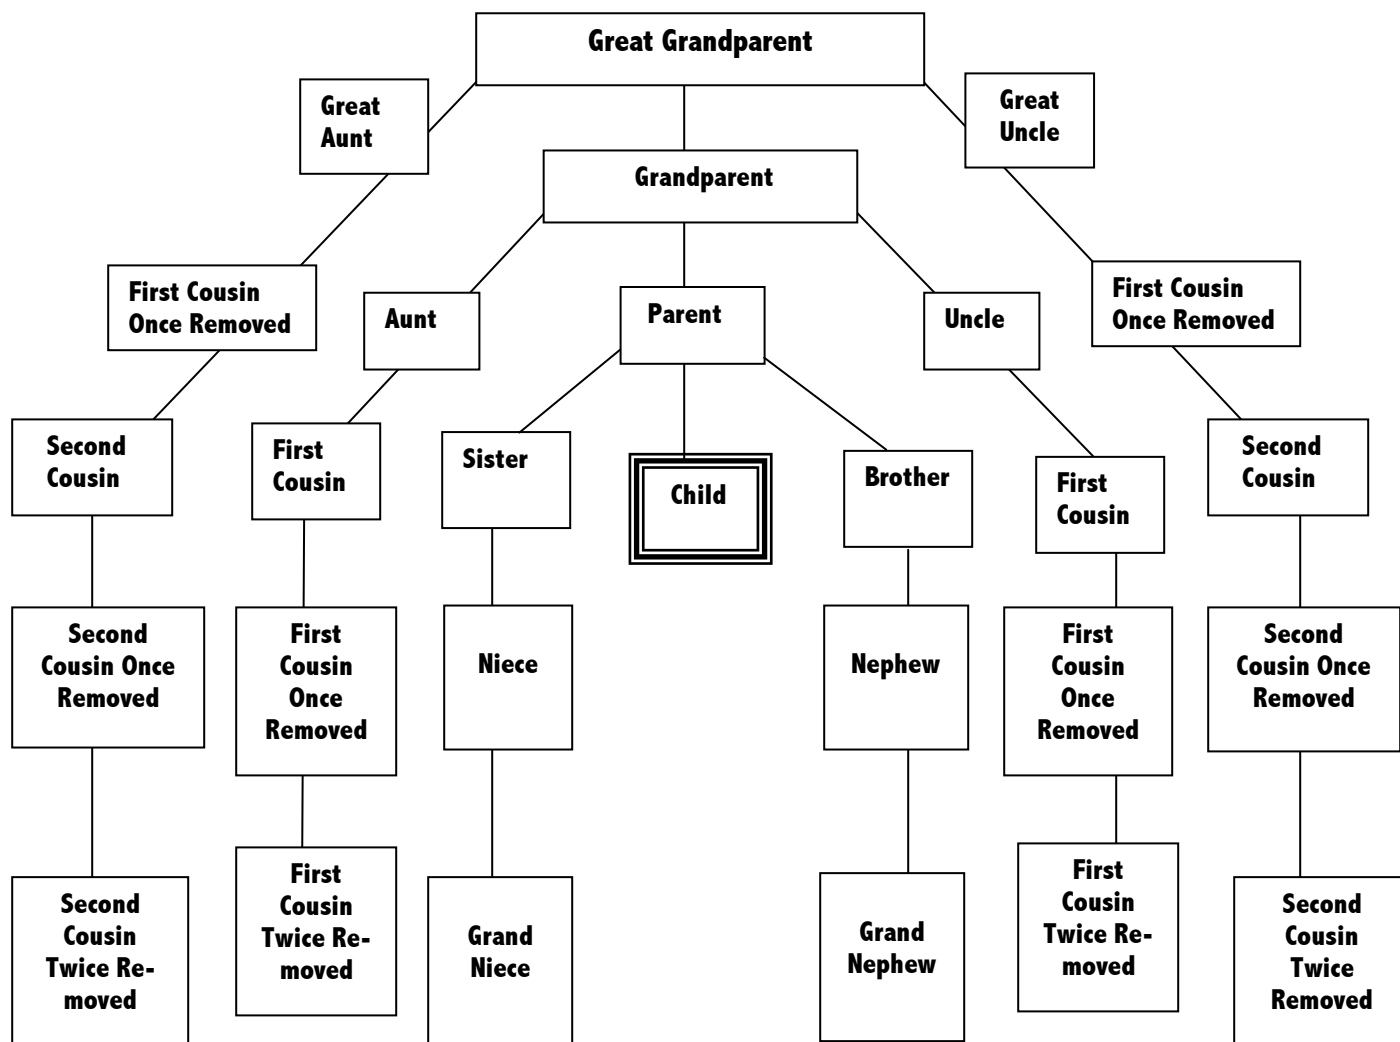 Great Grandparent
Great
Aunt
Great
Uncle
Grandparent
First Cousin
Once Removed
Aunt
Parent
Uncle
First Cousin
Once Removed
Second
Cousin
First
Cousin
Sister
Child
Brother
First
Cousin
Second
Cousin
Second
Cousin Once
Removed
First
Cousin
Once
Removed
Niece
Nephew
First
Cousin
Once
Removed
Second
Cousin Once
Removed
Second
Cousin
Twice Re-
moved
First
Cousin
Twice Re-
moved
Grand
Niece
Grand
Nephew
First
Cousin
Twice Re-
moved
Second
Cousin
Twice
Removed